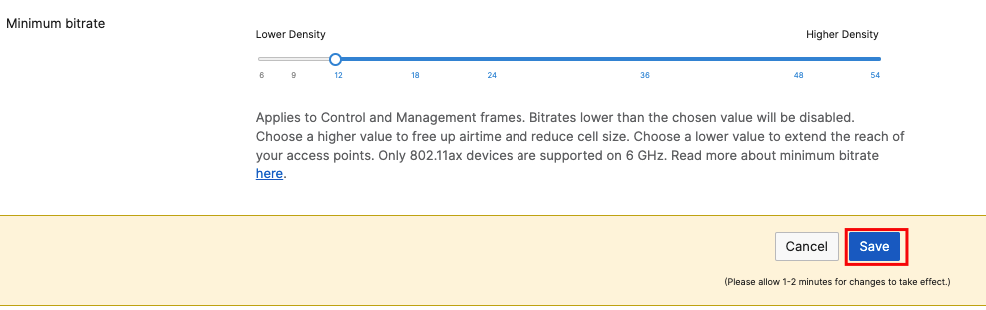 Minimum bitrate
Lower Density Higher Density
6 9 12 18 24 36 48 54
Applies to Control and Management frames. Bitrates lower than the chosen value will be disabled.
Choose a higher value to free up airtime and reduce cell size. Choose a lower value to extend the reach of
your access points. Only 802.11ax devices are supported on 6 GHz. Read more about minimum bitrate
here.
Cancel Save
(Please allow 1-2 minutes for changes to take effect.)